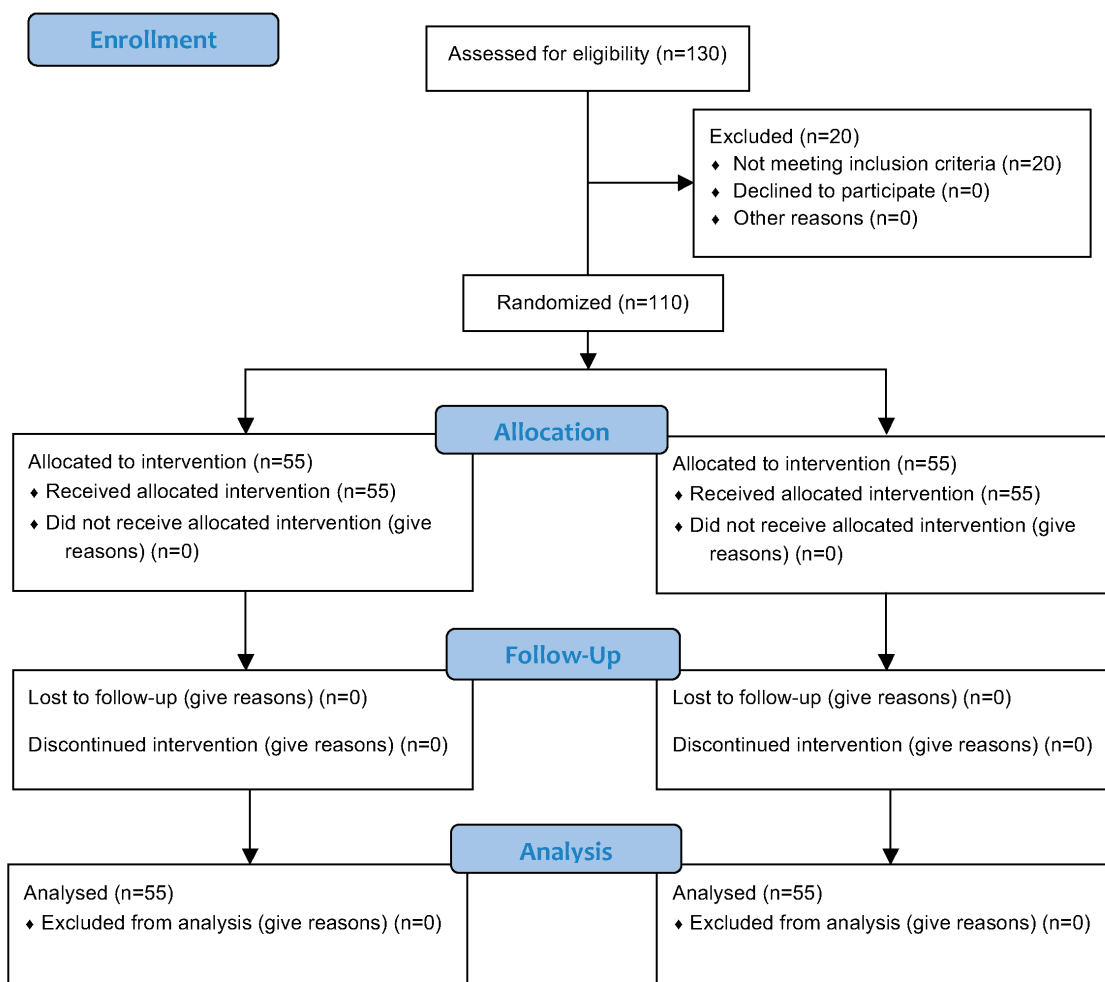 Enrollment
Assessed for eligibility (n=130)
Excluded (n=20)
♦ Not meeting inclusion criteria (n=20)
♦ Declined to participate (n=0)
♦ Other reasons (n=0)
Randomized (n=110)
Allocation
Allocated to intervention (n=55)
♦ Received allocated intervention (n=55)
♦ Did not receive allocated intervention (give
reasons) (n=0)
Allocated to intervention (n=55)
♦ Received allocated intervention (n=55)
♦ Did not receive allocated intervention (give
reasons) (n=0)
Follow-Up
Lost to follow-up (give reasons) (n=0)
Discontinued intervention (give reasons) (n=0)
Lost to follow-up (give reasons) (n=0)
Discontinued intervention (give reasons) (n=0)
Analysis
Analysed (n=55)
♦ Excluded from analysis (give reasons) (n=0)
Analysed (n=55)
♦ Excluded from analysis (give reasons) (n=0)